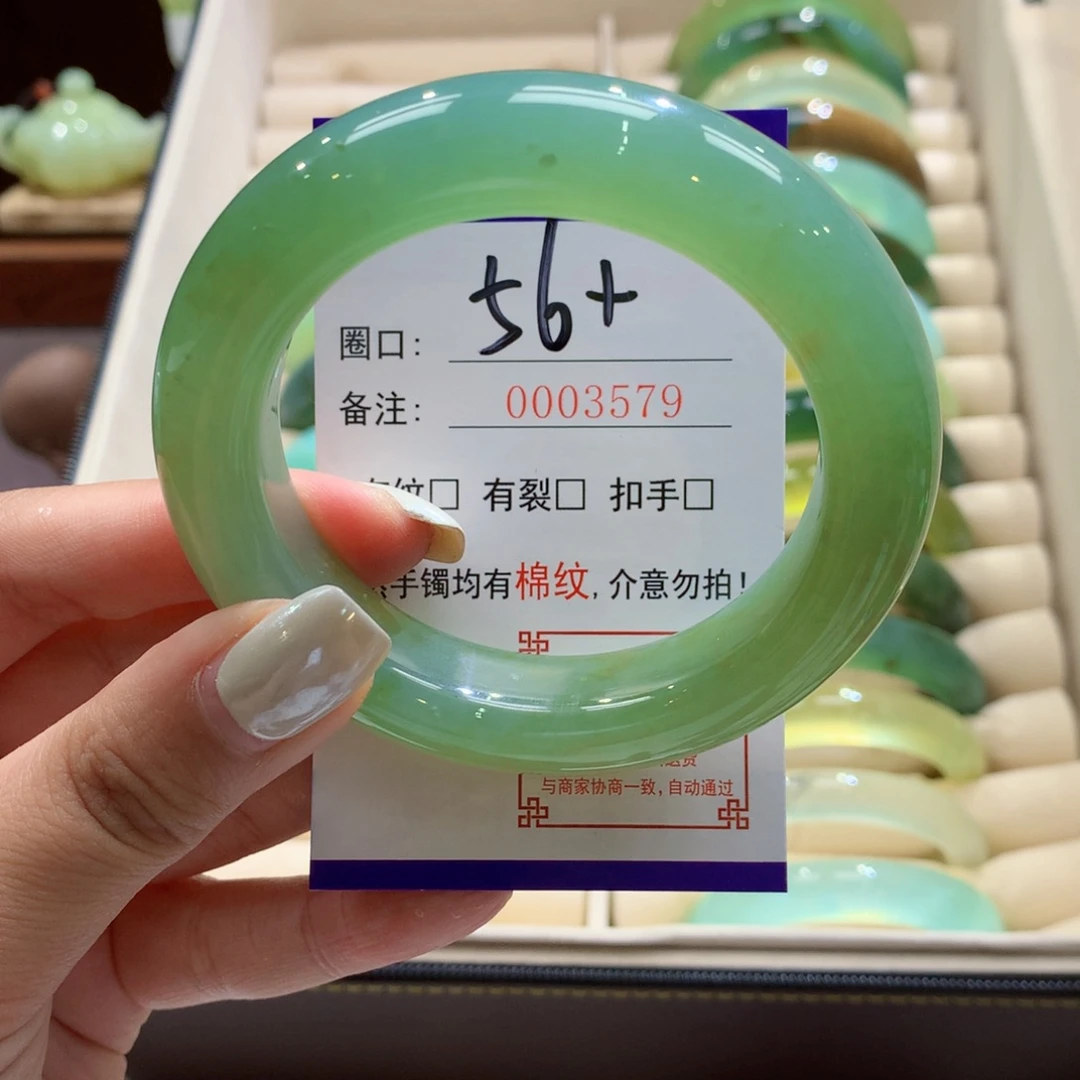 圈口: 56+
备注: 0003579
纹□ 有裂□ 扣手□
手镯均有棉纹,介意勿拍!
与商家协商一致,自动通过